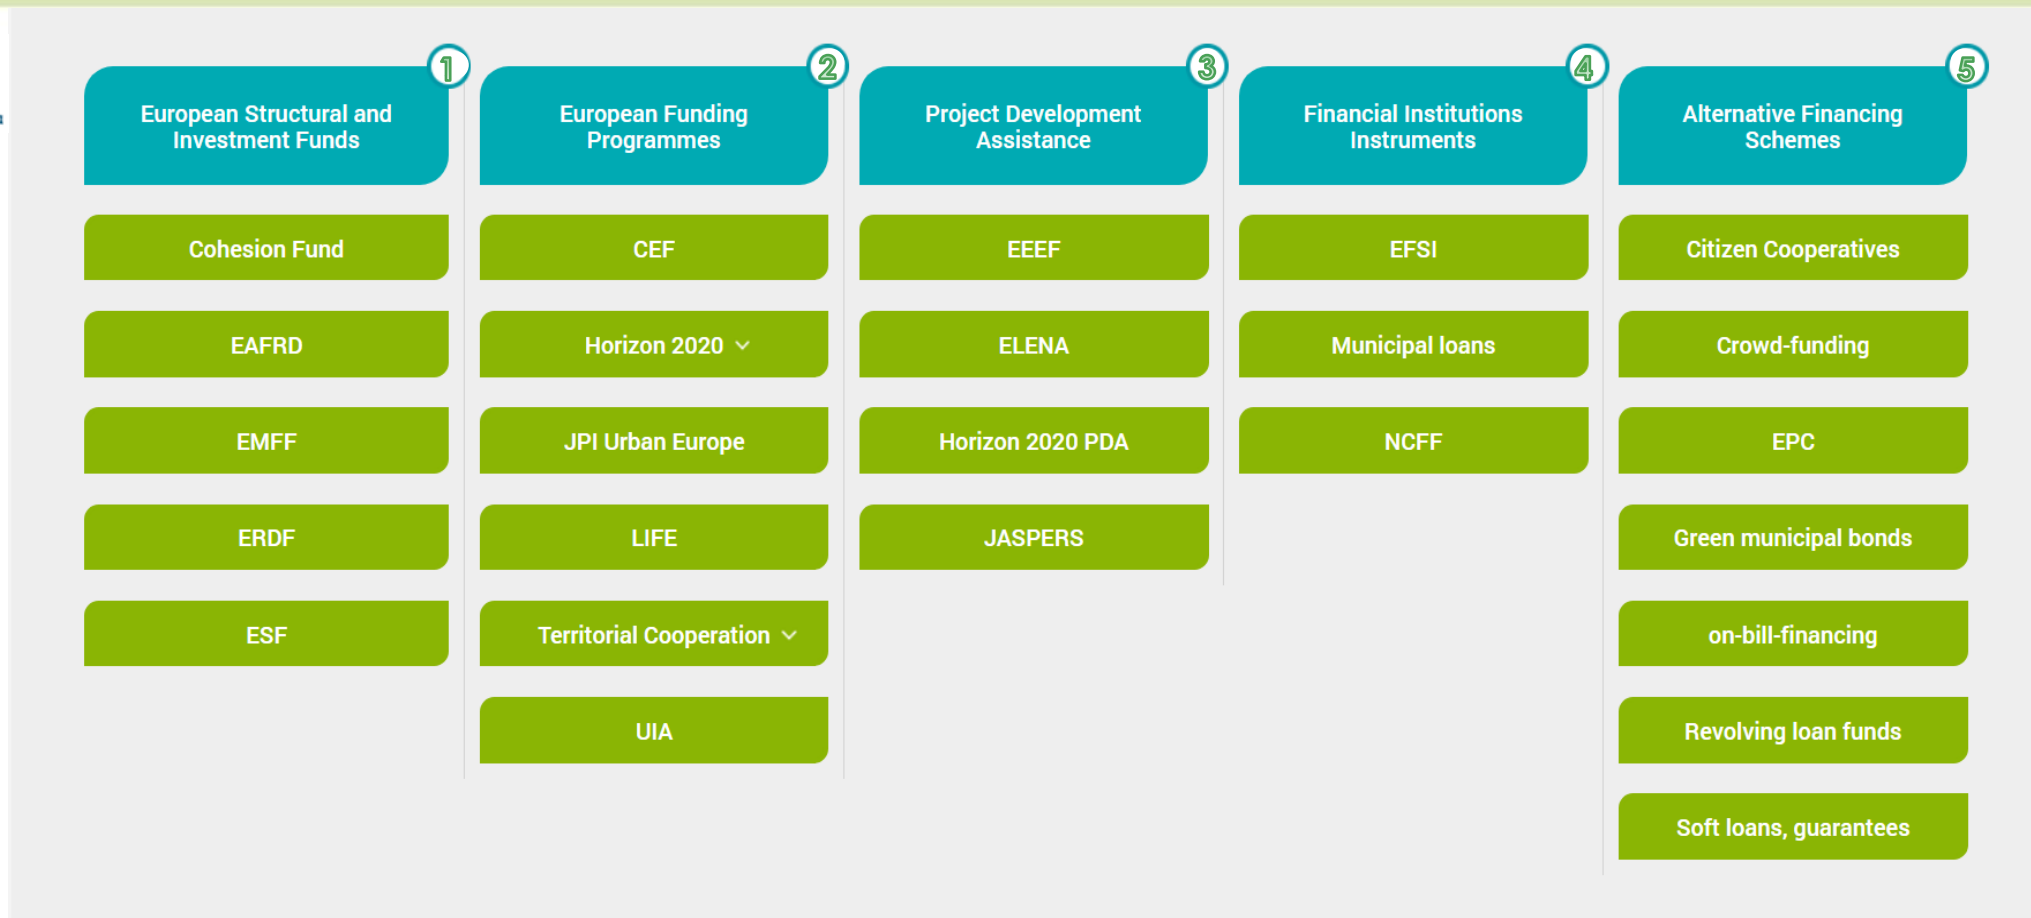 1
European Structural and
Investment Funds
Cohesion Fund
EAFRD
EMFF
ERDF
ESF
2
European Funding
Programmes
CEF
Horizon 2020
JPI Urban Europe
LIFE
Territorial Cooperation
UIA
3
Project Development
Assistance
EEEF
ELENA
Horizon 2020 PDA
JASPERS
4
Financial Institutions
Instruments
EFSI
Municipal loans
NCFF
5
Alternative Financing
Schemes
Citizen Cooperatives
Crowd-funding
EPC
Green municipal bonds
on-bill-financing
Revolving loan funds
Soft loans, guarantees